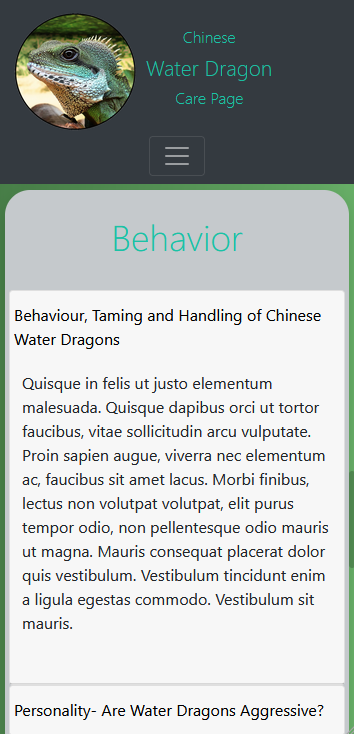 Chinese
Water Dragon
Care Page
Behavior
Behaviour, Taming and Handling of Chinese
Water Dragons
Quisque in felis ut justo elementum
malesuada. Quisque dapibus orci ut tortor
faucibus, vitae sollicitudin arcu vulputate.
Proin sapien augue, viverra nec elementum
ac, faucibus sit amet lacus. Morbi finibus,
lectus non volutpat volutpat, elit purus
tempor odio, non pellentesque odio mauris
ut magna. Mauris consequat placerat dolor
quis vestibulum. Vestibulum tincidunt enim
a ligula egestas commodo. Vestibulum sit
mauris.
Personality- Are Water Dragons Aggressive?